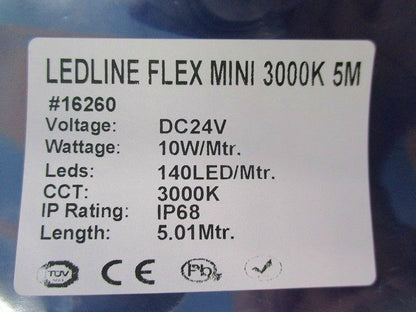 LEDLINE FLEX MINI 3000K 5M
#16260
Voltage: DC24V
Wattage: 10W/Mtr.
Leds: 140LED/Mtr.
CCT: 3000K
IP Rating: IP68
Length: 5.01Mtr.
TÜV CE Pb